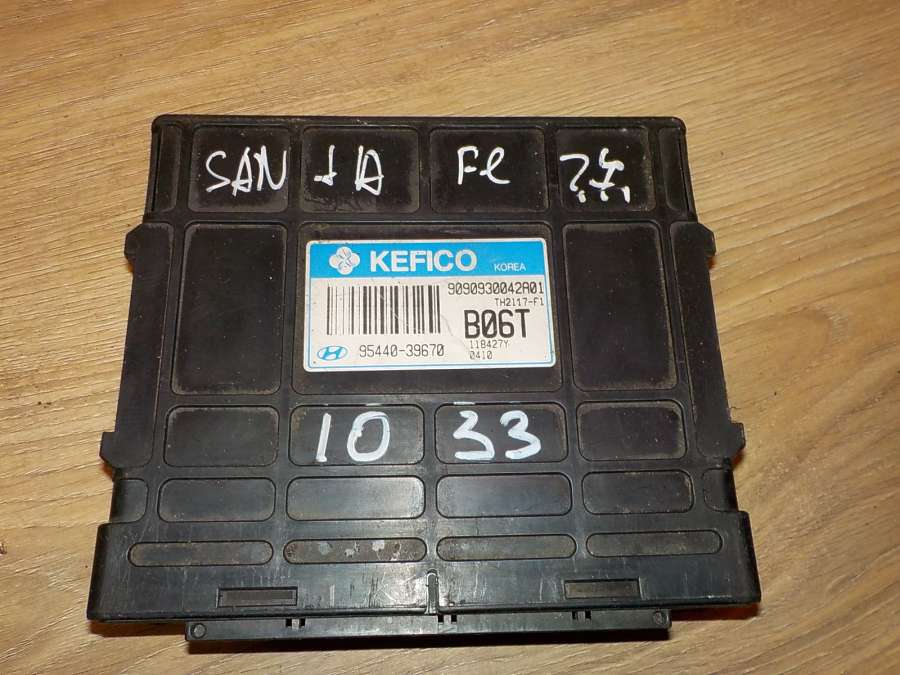 SAN tA Fe 2,7.
KEFICO KOREA
9090930042A01
TH2117-F1
B06T
118427Y
95440-39670 0410
10 33